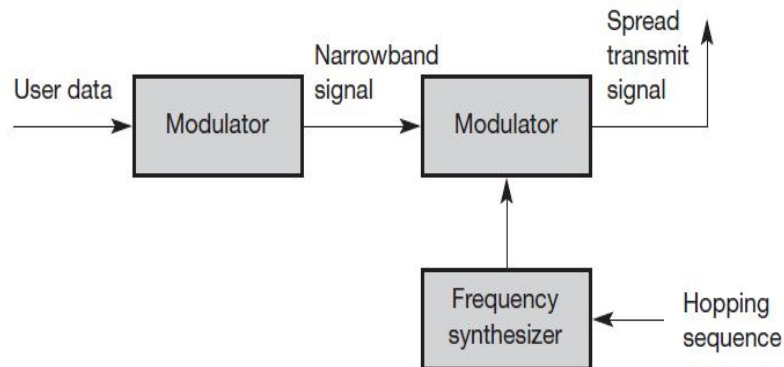 User data
Modulator
Narrowband
signal
Modulator
Spread
transmit
signal
Frequency
synthesizer
Hopping
sequence